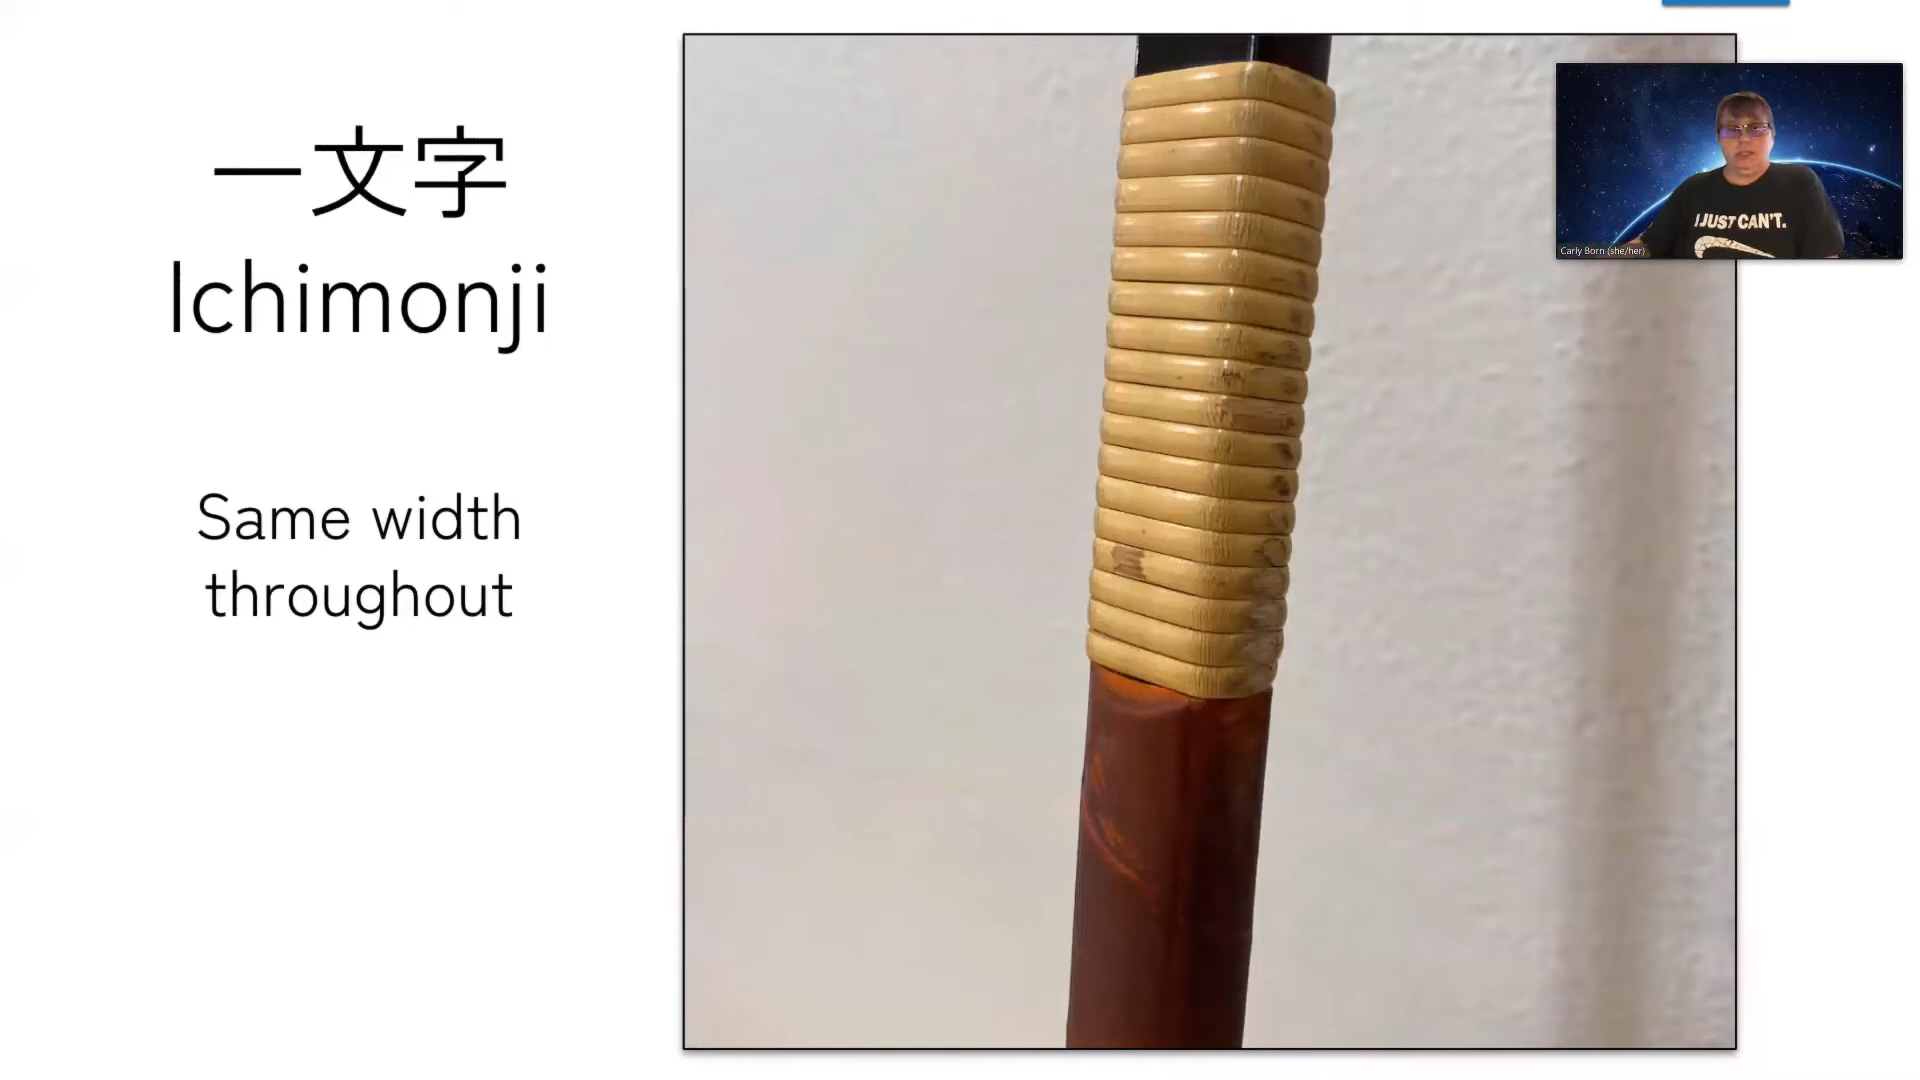 一文字
Ichimonji
Same width
throughout
I JUST CAN'T.
Carly Born (she/her)